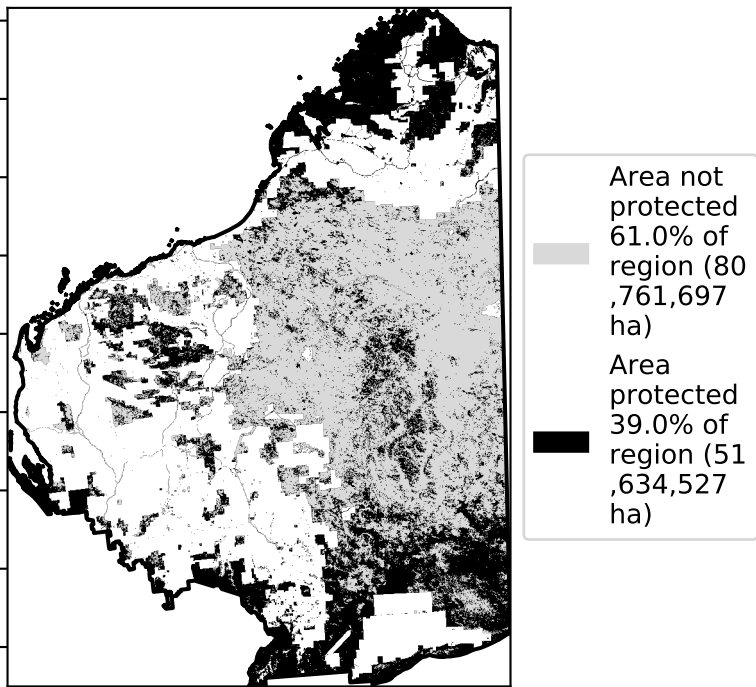 Area not
protected
61.0% of
region (80
,761,697
ha)
Area
protected
39.0% of
region (51
,634,527
ha)